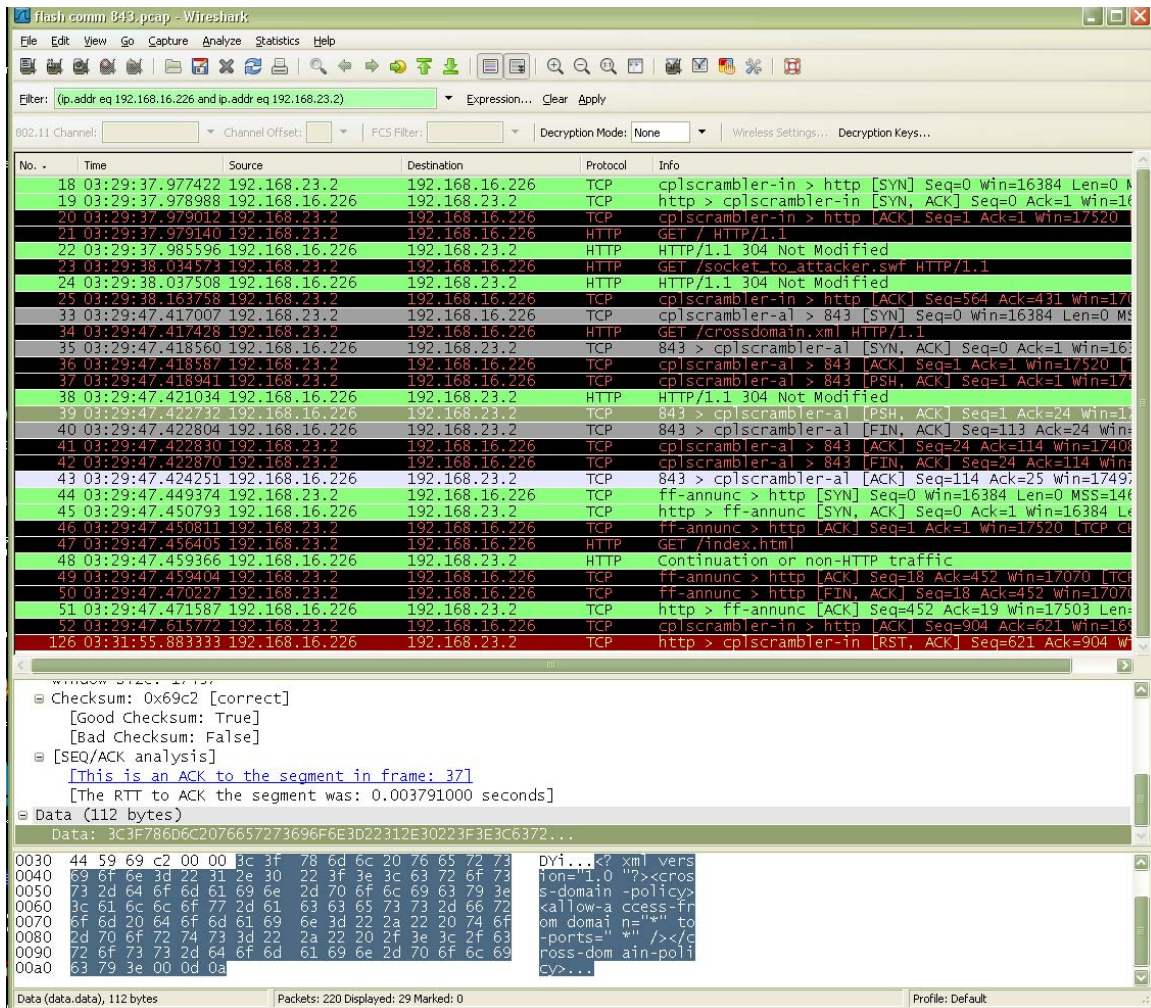 flash comm 843.pcap - Wireshark
File Edit View Go Capture Analyze Statistics Help
Filter: (ip.addr eq 192.168.16.226 and ip.addr eq 192.168.23.2) Expression... Clear Apply
802.11 Channel: Channel Offset: FCS Filter: Decryption Mode: None Wireless Settings... Decryption Keys...
No. Time Source Destination Protocol Info
18 03:29:37.977422 192.168.23.2 192.168.16.226 TCP cplscrambler-in > http [SYN] Seq=0 Win=16384 Len=0 M
19 03:29:37.978988 192.168.16.226 192.168.23.2 TCP http > cplscrambler-in [SYN, ACK] Seq=0 Ack=1 Win=16
20 03:29:37.979012 192.168.23.2 192.168.16.226 TCP cplscrambler-in > http [ACK] Seq=1 Ack=1 Win=17520 [
21 03:29:37.979140 192.168.23.2 192.168.16.226 HTTP GET / HTTP/1.1
22 03:29:37.985596 192.168.16.226 192.168.23.2 HTTP HTTP/1.1 304 Not Modified
23 03:29:38.034573 192.168.23.2 192.168.16.226 HTTP GET /socket_to_attacker.swf HTTP/1.1
24 03:29:38.037508 192.168.16.226 192.168.23.2 HTTP HTTP/1.1 304 Not Modified
25 03:29:38.163758 192.168.23.2 192.168.16.226 TCP cplscrambler-in > http [ACK] Seq=564 Ack=431 Win=170
33 03:29:47.417007 192.168.23.2 192.168.16.226 TCP cplscrambler-al > 843 [SYN] Seq=0 Win=16384 Len=0 MS
34 03:29:47.417428 192.168.23.2 192.168.16.226 HTTP GET /crossdomain.xml HTTP/1.1
35 03:29:47.418560 192.168.16.226 192.168.23.2 TCP 843 > cplscrambler-al [SYN, ACK] Seq=0 Ack=1 Win=163
36 03:29:47.418587 192.168.23.2 192.168.16.226 TCP cplscrambler-al > 843 [ACK] Seq=1 Ack=1 Win=17520 [T
37 03:29:47.418941 192.168.23.2 192.168.16.226 TCP cplscrambler-al > 843 [PSH, ACK] Seq=1 Ack=1 Win=175
38 03:29:47.421034 192.168.16.226 192.168.23.2 HTTP HTTP/1.1 304 Not Modified
39 03:29:47.422732 192.168.16.226 192.168.23.2 TCP 843 > cplscrambler-al [PSH, ACK] Seq=1 Ack=24 Win=17
40 03:29:47.422804 192.168.16.226 192.168.23.2 TCP 843 > cplscrambler-al [FIN, ACK] Seq=113 Ack=24 Win=
41 03:29:47.422830 192.168.23.2 192.168.16.226 TCP cplscrambler-al > 843 [ACK] Seq=24 Ack=114 Win=17408
42 03:29:47.422870 192.168.23.2 192.168.16.226 TCP cplscrambler-al > 843 [FIN, ACK] Seq=24 Ack=114 Win=
43 03:29:47.424251 192.168.16.226 192.168.23.2 TCP 843 > cplscrambler-al [ACK] Seq=114 Ack=25 Win=17497
44 03:29:47.449374 192.168.23.2 192.168.16.226 TCP ff-annunc > http [SYN] Seq=0 Win=16384 Len=0 MSS=146
45 03:29:47.450793 192.168.16.226 192.168.23.2 TCP http > ff-annunc [SYN, ACK] Seq=0 Ack=1 Win=16384 Le
46 03:29:47.450811 192.168.23.2 192.168.16.226 TCP ff-annunc > http [ACK] Seq=1 Ack=1 Win=17520 [TCP CH
47 03:29:47.456405 192.168.23.2 192.168.16.226 HTTP GET /index.html
48 03:29:47.459366 192.168.16.226 192.168.23.2 HTTP Continuation or non-HTTP traffic
49 03:29:47.459404 192.168.23.2 192.168.16.226 TCP ff-annunc > http [ACK] Seq=18 Ack=452 Win=17070 [TCP
50 03:29:47.470227 192.168.23.2 192.168.16.226 TCP ff-annunc > http [FIN, ACK] Seq=18 Ack=452 Win=17070
51 03:29:47.471587 192.168.16.226 192.168.23.2 TCP http > ff-annunc [ACK] Seq=452 Ack=19 Win=17503 Len=
52 03:29:47.615772 192.168.23.2 192.168.16.226 TCP cplscrambler-in > http [ACK] Seq=904 Ack=621 Win=169
126 03:31:55.883333 192.168.16.226 192.168.23.2 TCP http > cplscrambler-in [RST, ACK] Seq=621 Ack=904 W
Checksum: 0x69c2 [correct]
[Good Checksum: True]
[Bad Checksum: False]
[SEQ/ACK analysis]
[This is an ACK to the segment in frame: 37]
[The RTT to ACK the segment was: 0.003791000 seconds]
Data (112 bytes)
Data: 3C3F786D6C2076657273696F6E3D22312E30223F3E3C6372...
0030 44 59 69 c2 00 00 3c 3f 78 6d 6c 20 76 65 72 73 DYi...<? xml vers
0040 69 6f 6e 3d 22 31 2e 30 22 3f 3e 3c 63 72 6f 73 ion="1.0 "?><cros
0050 73 2d 64 6f 6d 61 69 6e 2d 70 6f 6c 69 63 79 3e s-domain -policy>
0060 3c 61 6c 6c 6f 77 2d 61 63 63 65 73 73 2d 66 72 <allow-a ccess-fr
0070 6f 6d 20 64 6f 6d 61 69 6e 3d 22 2a 22 20 74 6f om domai n="*" to
0080 2d 70 6f 72 74 73 3d 22 2a 22 20 2f 3e 3c 2f 63 -ports=" *" /></c
0090 72 6f 73 73 2d 64 6f 6d 61 69 6e 2d 70 6f 6c 69 ross-dom ain-poli
00a0 63 79 3e 00 0d 0a cy>...
Data (data.data), 112 bytes Packets: 220 Displayed: 29 Marked: 0 Profile: Default